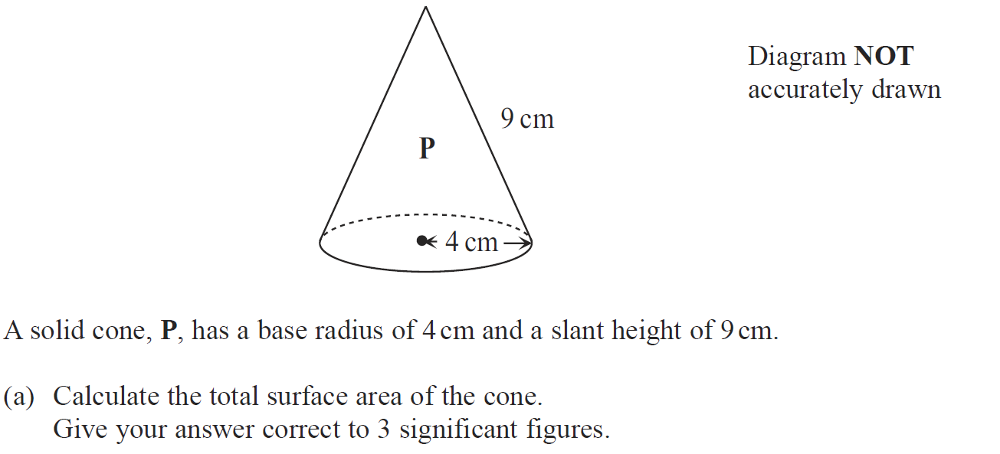 Diagram NOT
accurately drawn
9 cm
P
4 cm
A solid cone, P, has a base radius of 4 cm and a slant height of 9 cm.
(a) Calculate the total surface area of the cone.
Give your answer correct to 3 significant figures.